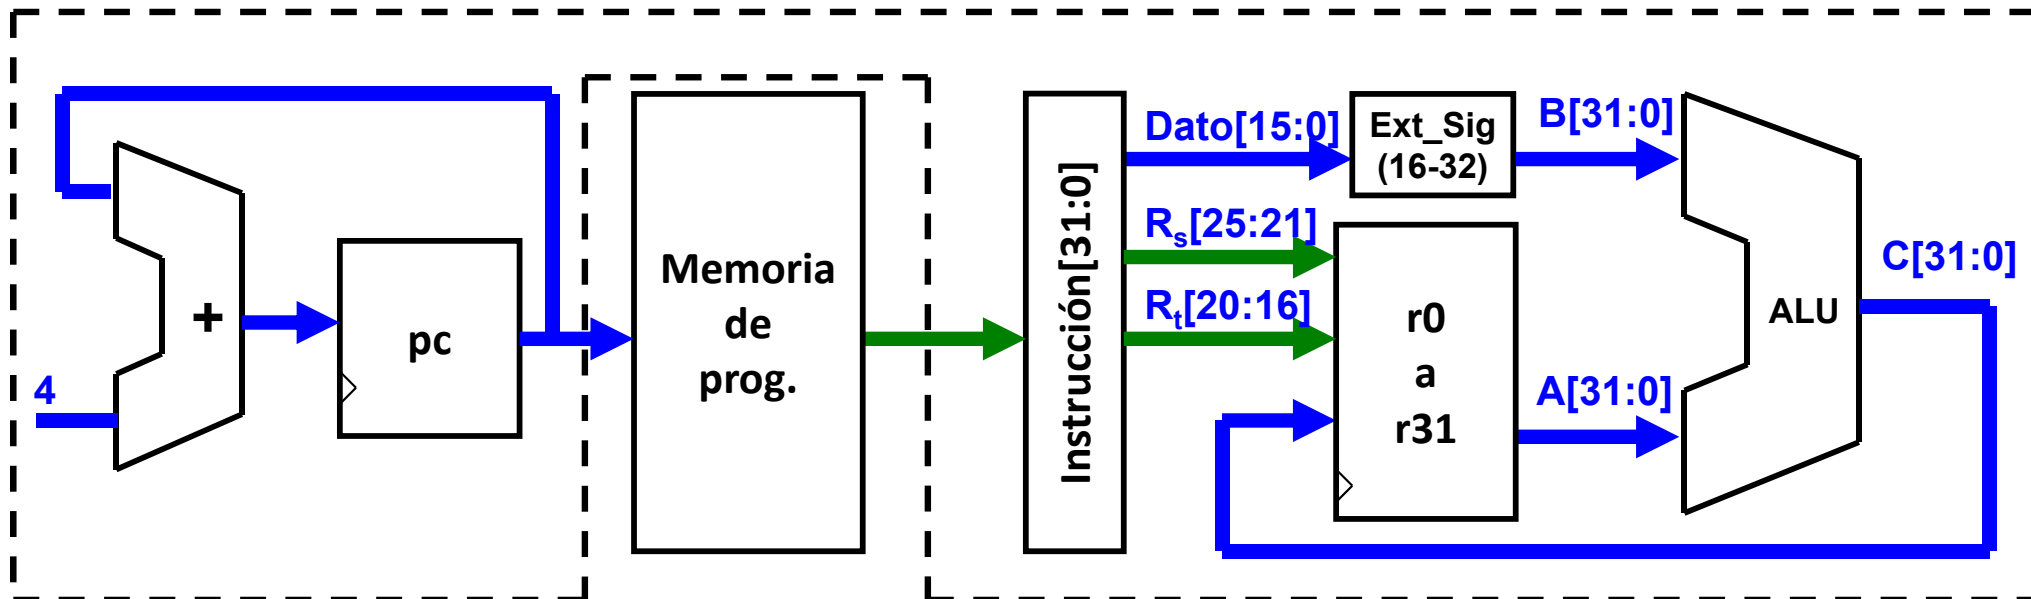 4
+
pc
Memoria
de
prog.
Instrucción[31:0]
Dato[15:0]
Rs[25:21]
Rt[20:16]
Ext_Sig
(16-32)
r0
a
r31
B[31:0]
A[31:0]
ALU
C[31:0]